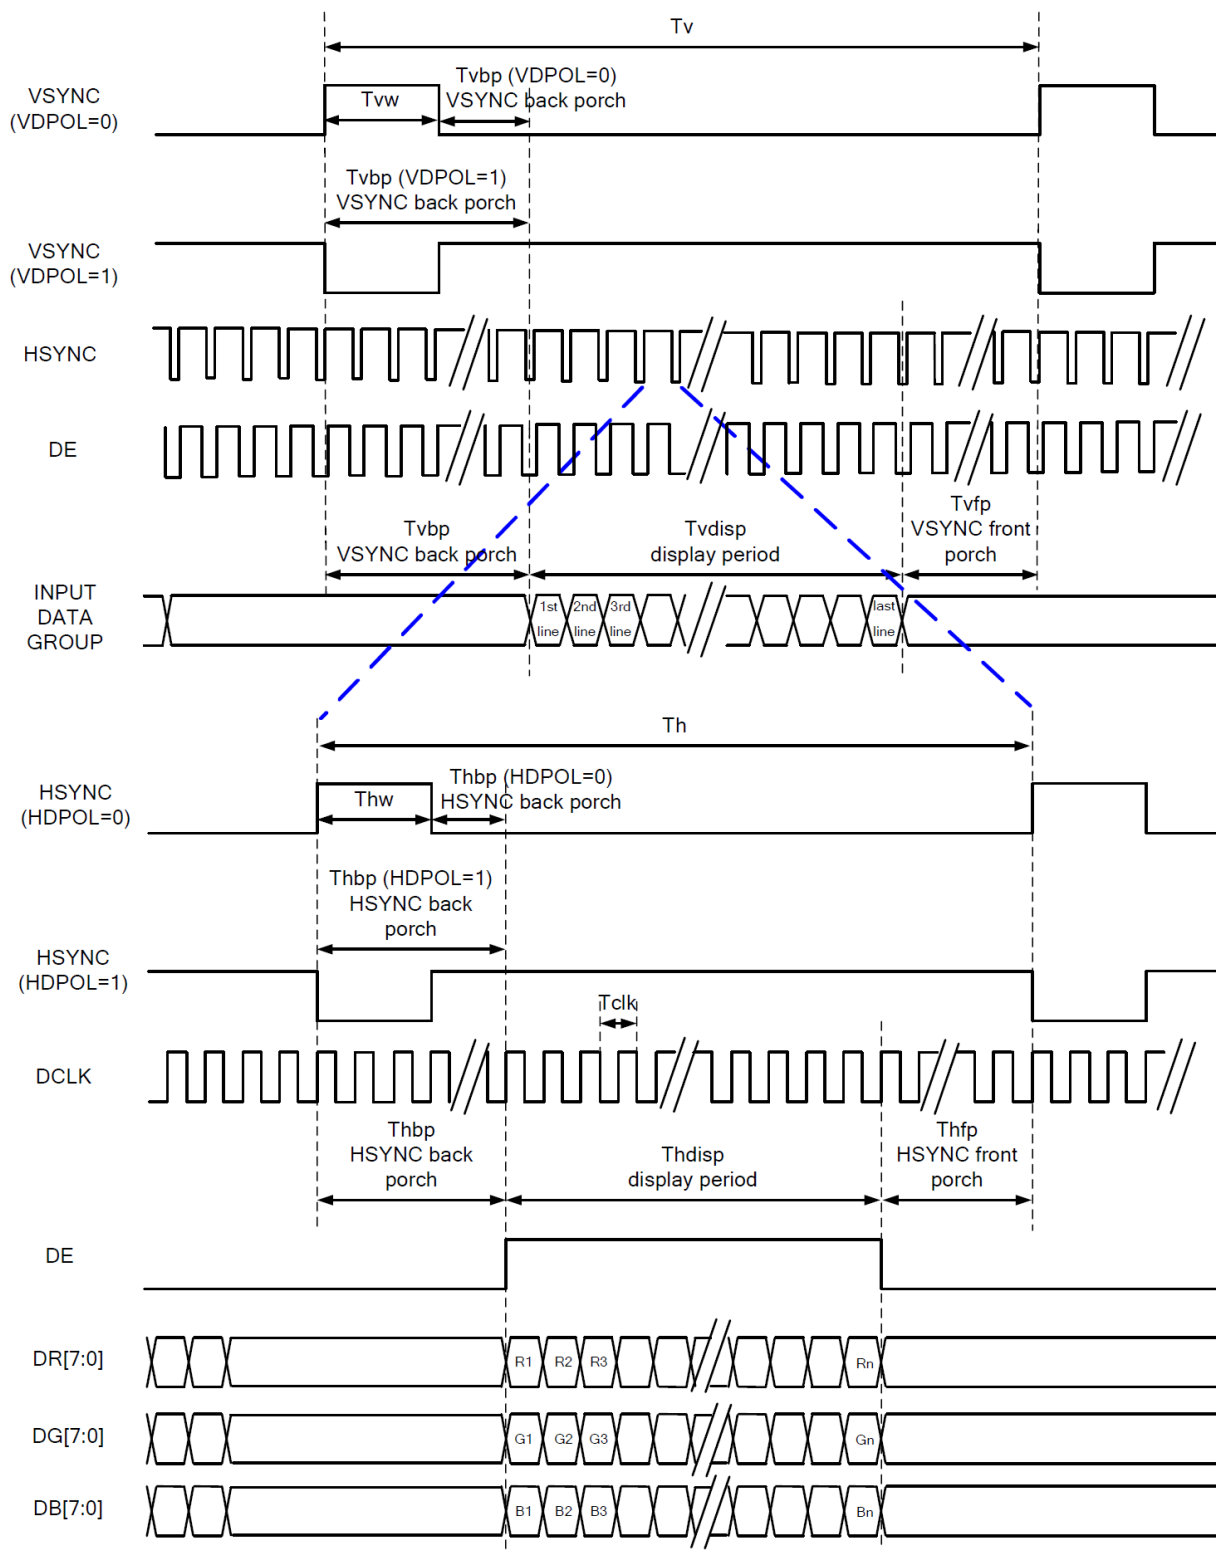 Tv
VSYNC
(VDPOL=0)
Tvw
Tvbp (VDPOL=0)
VSYNC back porch
Tvbp (VDPOL=1)
VSYNC back porch
VSYNC
(VDPOL=1)
HSYNC
DE
Tvbp
VSYNC back porch
Tvdisp
display period
Tvfp
VSYNC front
porch
INPUT
DATA
GROUP
1st
line
2nd
line
3rd
line
last
line
Th
HSYNC
(HDPOL=0)
Thw
Thbp (HDPOL=0)
HSYNC back porch
Thbp (HDPOL=1)
HSYNC back
porch
HSYNC
(HDPOL=1)
Tclk
DCLK
Thbp
HSYNC back
porch
Thdisp
display period
Thfp
HSYNC front
porch
DE
DR[7:0]
R1
R2
R3
Rn
DG[7:0]
G1
G2
G3
Gn
DB[7:0]
B1
B2
B3
Bn